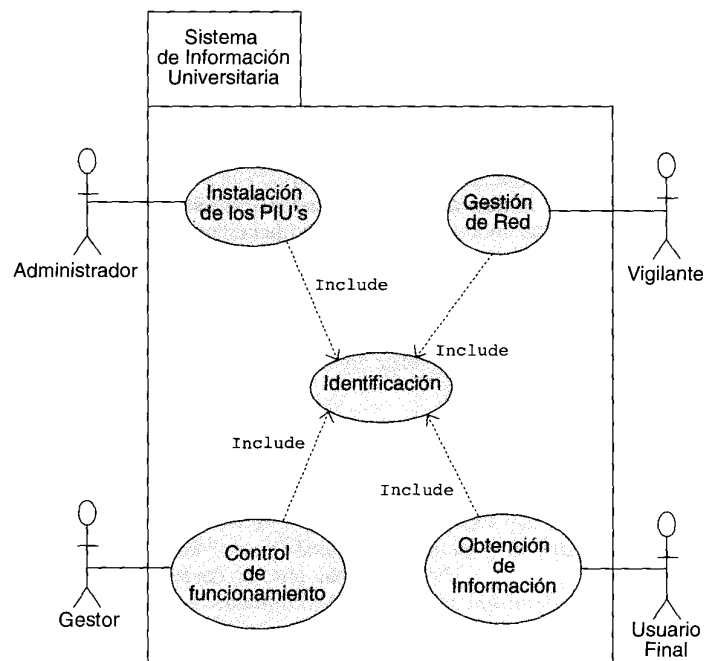 Sistema
de Información
Universitaria
Instalación
de los PIU's
Gestión
de Red
Administrador
Vigilante
Include
Include
Identificación
Include
Include
Control
de
funcionamiento
Obtención
de
Información
Gestor
Usuario
Final